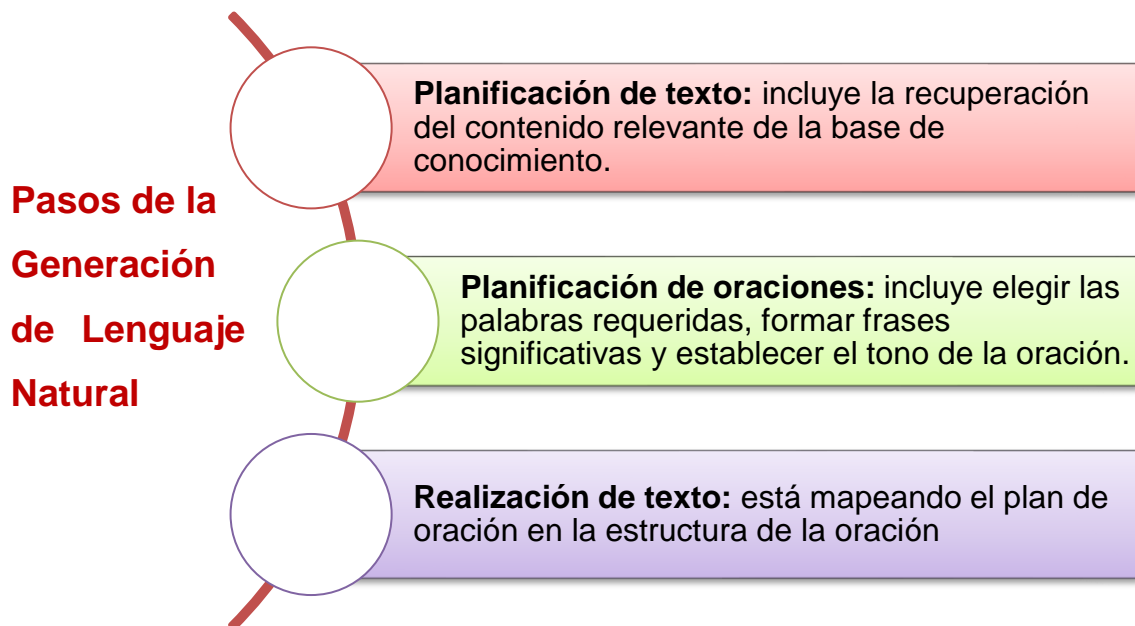 Pasos de la
Generación
de Lenguaje
Natural
Planificación de texto: incluye la recuperación
del contenido relevante de la base de
conocimiento.
Planificación de oraciones: incluye elegir las
palabras requeridas, formar frases
significativas y establecer el tono de la oración.
Realización de texto: está mapeando el plan de
oración en la estructura de la oración